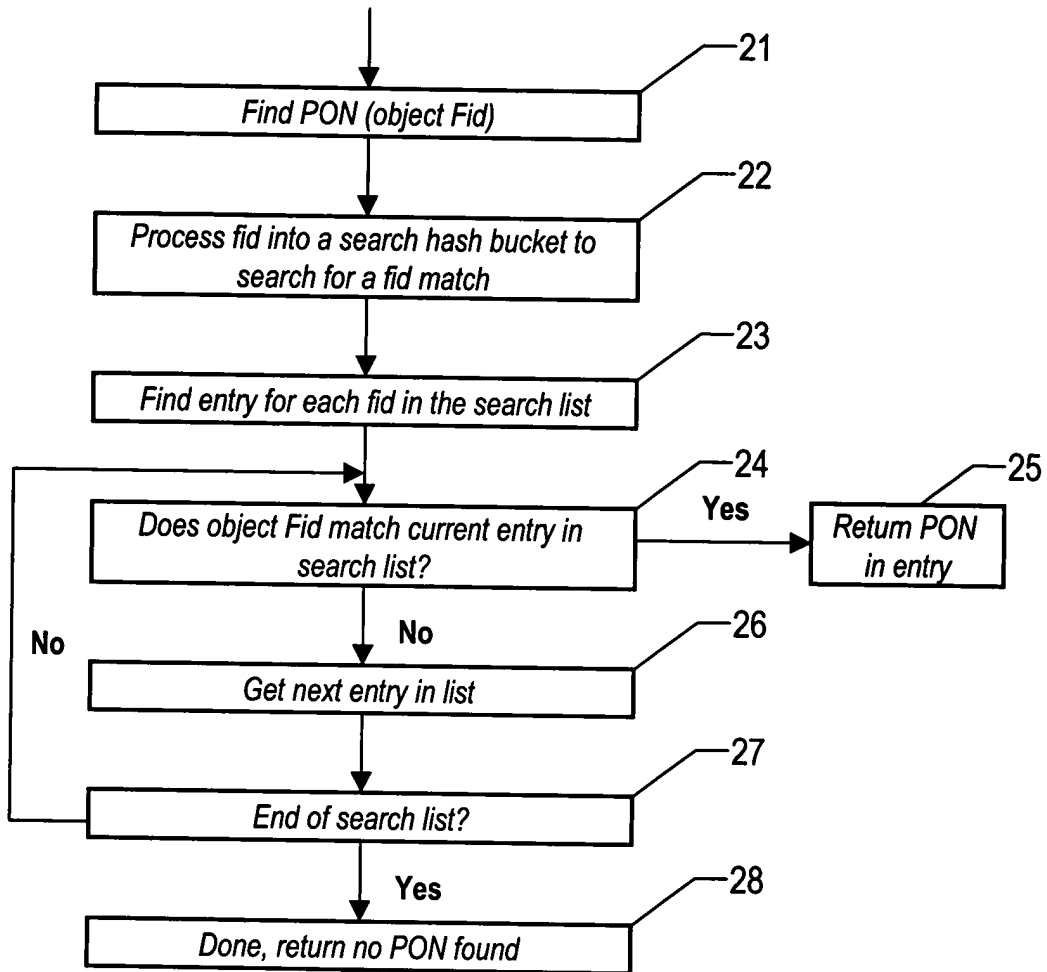 21
Find PON (object Fid)
22
Process fid into a search hash bucket to
search for a fid match
23
Find entry for each fid in the search list
24
25
Does object Fid match current entry in
search list?
Yes
Return PON
in entry
No
No
26
Get next entry in list
27
End of search list?
Yes
28
Done, return no PON found